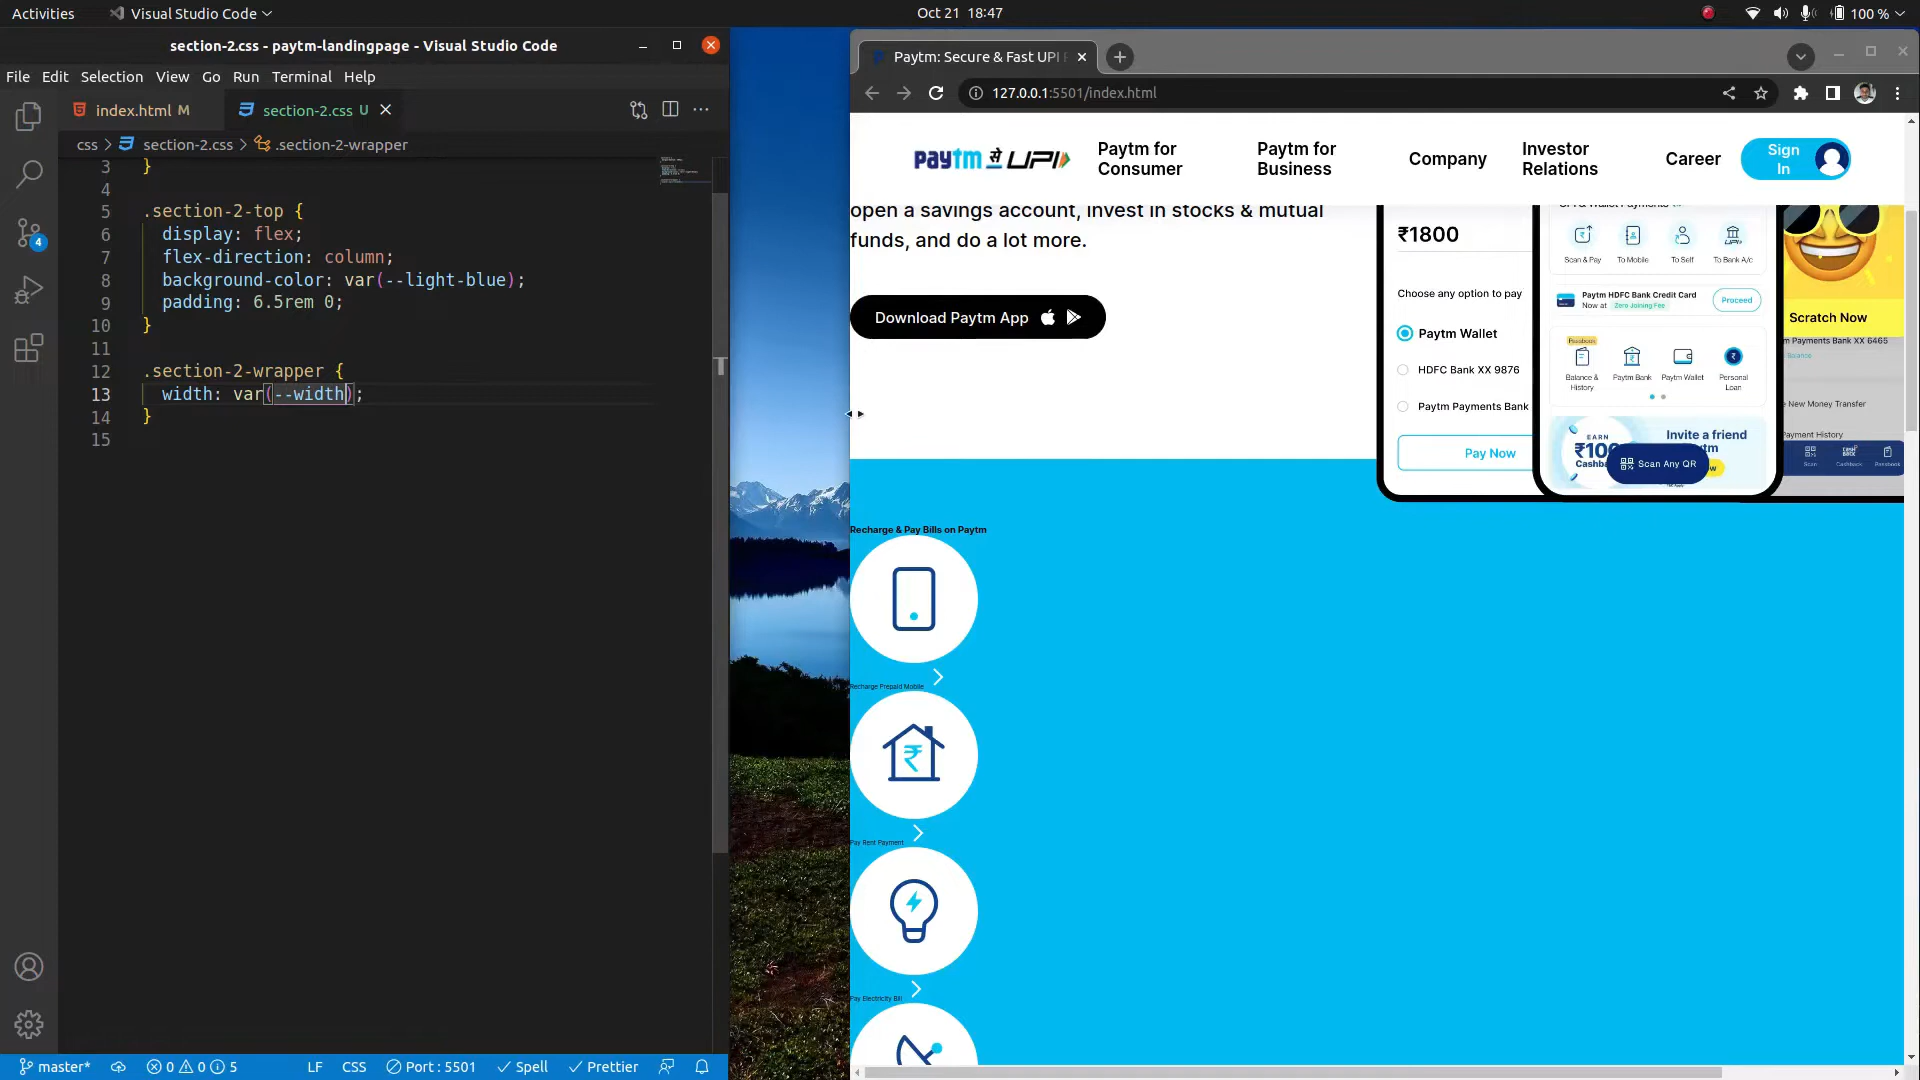 Activities
Visual Studio Code
Oct 21 18:47
100 %
section-2.css - paytm-landingpage - Visual Studio Code
File Edit Selection View Go Run Terminal Help
index.html M
section-2.css U
css > section-2.css > .section-2-wrapper
3 }
4
5 .section-2-top {
6 display: flex;
7 flex-direction: column;
8 background-color: var(--light-blue);
9 padding: 6.5rem 0;
10 }
11
12 .section-2-wrapper {
13 width: var(--width);
14 }
15
4
master*
0 0 5
LF
CSS
Port : 5501
Spell
Prettier
Paytm: Secure & Fast UPI
127.0.0.1:5501/index.html
paytm से UPI
Paytm for Consumer
Paytm for Business
Company
Investor Relations
Career
Sign In
open a savings account, invest in stocks & mutual
funds, and do a lot more.
Download Paytm App
₹1800
Choose any option to pay
Paytm Wallet
HDFC Bank XX 9876
Paytm Payments Bank
Pay Now
Scan & Pay
To Mobile
To Self
To Bank A/c
UPI
Paytm HDFC Bank Credit Card
Now at Zero Joining Fee
Proceed
Passbook
Balance & History
Paytm Bank
Paytm Wallet
Personal Loan
EARN
₹100
Cashba
Invite a friend
Scan Any QR
Scratch Now
m Payments Bank XX 6465
Balance
New Money Transfer
Payment History
Scan
Cashback
Passbook
Recharge & Pay Bills on Paytm
Recharge Prepaid Mobile
Pay Rent Payment
Pay Electricity Bill